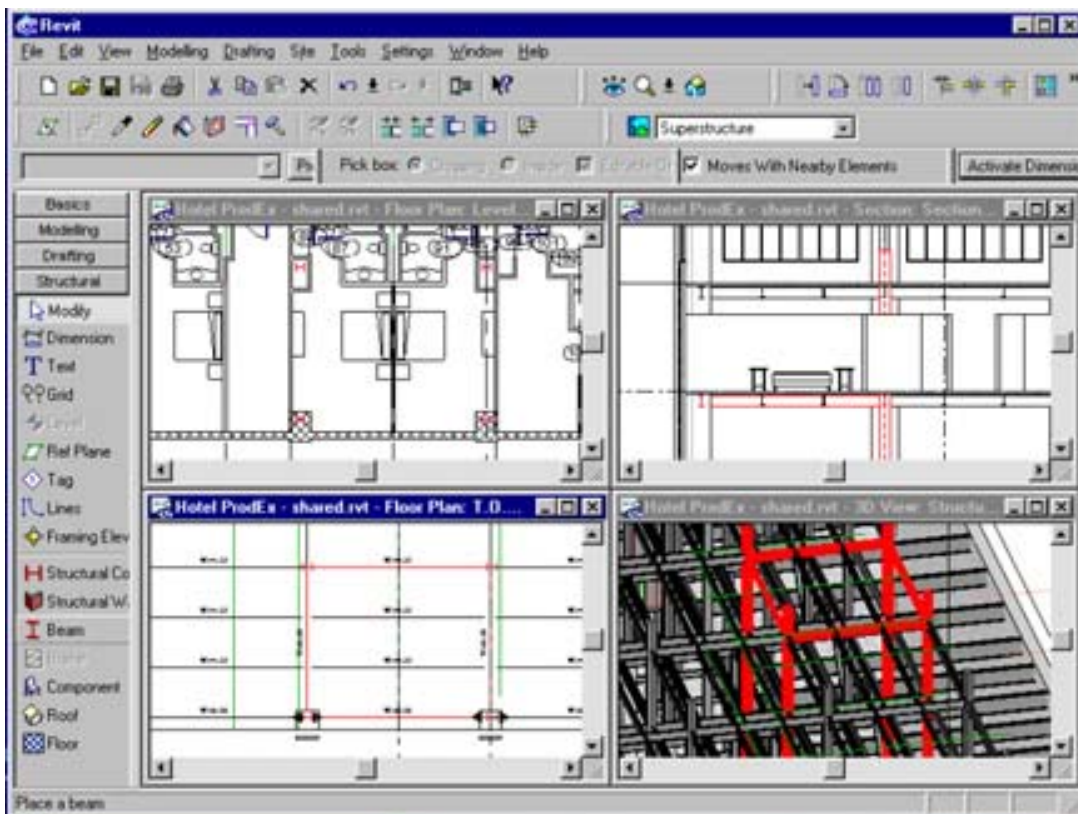 Revit
File Edit View Modelling Drafting Site Tools Settings Window Help
Superstructure
Pick box: Moves With Nearby Elements Activate Dimensio
Basics
Modelling
Drafting
Structural
Modify
Dimension
Text
Grid
Level
Ref Plane
Tag
Lines
Framing Elev
Structural Co
Structural W.
Beam
Component
Roof
Floor
Hotel ProdEx - shared.rvt - Floor Plan: Level...
Hotel ProdEx - shared.rvt - Section: Section ...
Hotel ProdEx - shared.rvt - Floor Plan: T.O....
Hotel ProdEx - shared.rvt - 3D View: Structu...
Place a beam